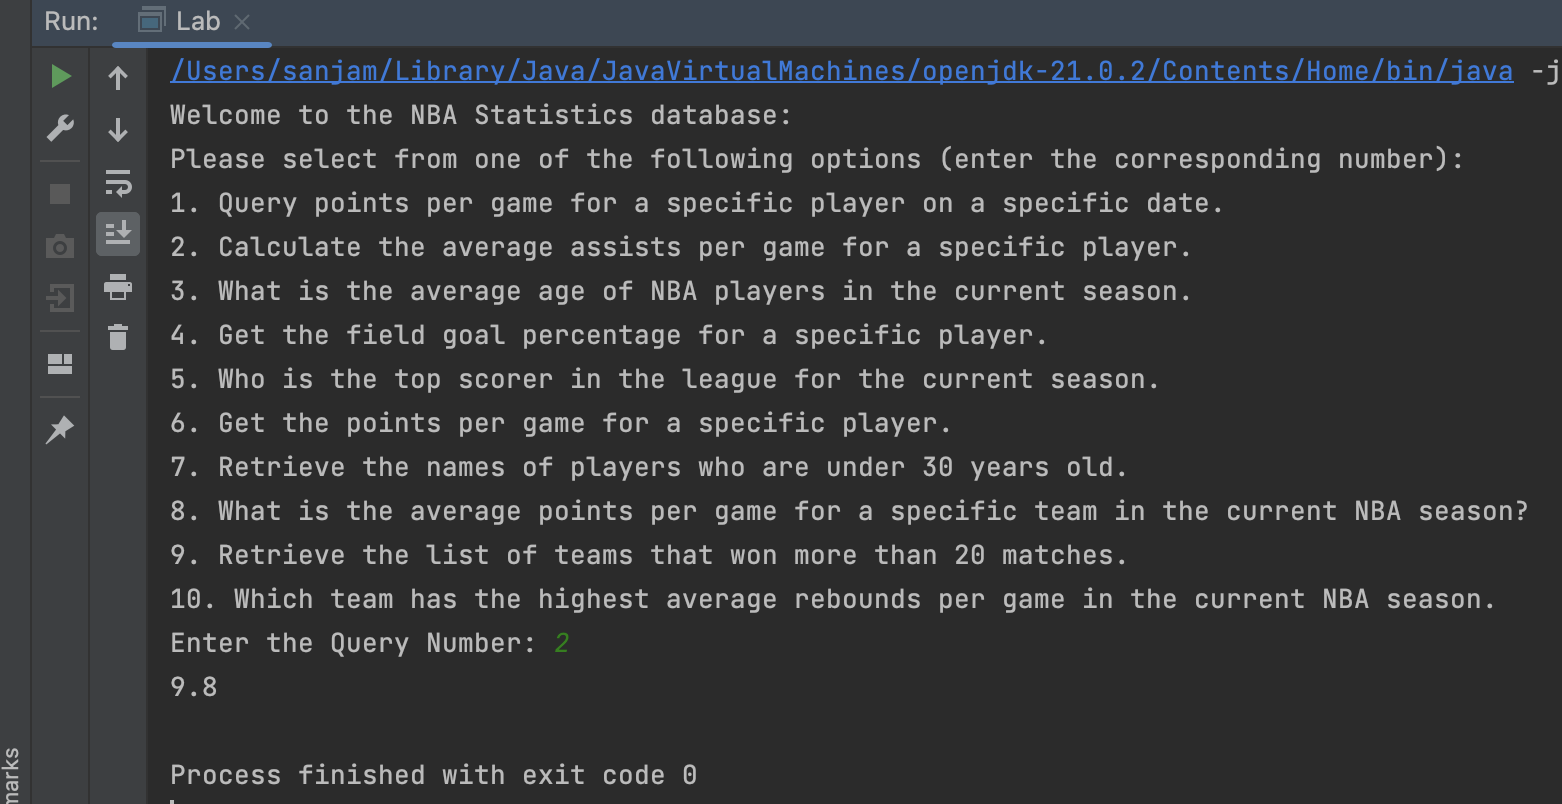 Run: Lab
/Users/sanjam/Library/Java/JavaVirtualMachines/openjdk-21.0.2/Contents/Home/bin/java -j
Welcome to the NBA Statistics database:
Please select from one of the following options (enter the corresponding number):
1. Query points per game for a specific player on a specific date.
2. Calculate the average assists per game for a specific player.
3. What is the average age of NBA players in the current season.
4. Get the field goal percentage for a specific player.
5. Who is the top scorer in the league for the current season.
6. Get the points per game for a specific player.
7. Retrieve the names of players who are under 30 years old.
8. What is the average points per game for a specific team in the current NBA season?
9. Retrieve the list of teams that won more than 20 matches.
10. Which team has the highest average rebounds per game in the current NBA season.
Enter the Query Number: 2
9.8
Process finished with exit code 0
marks